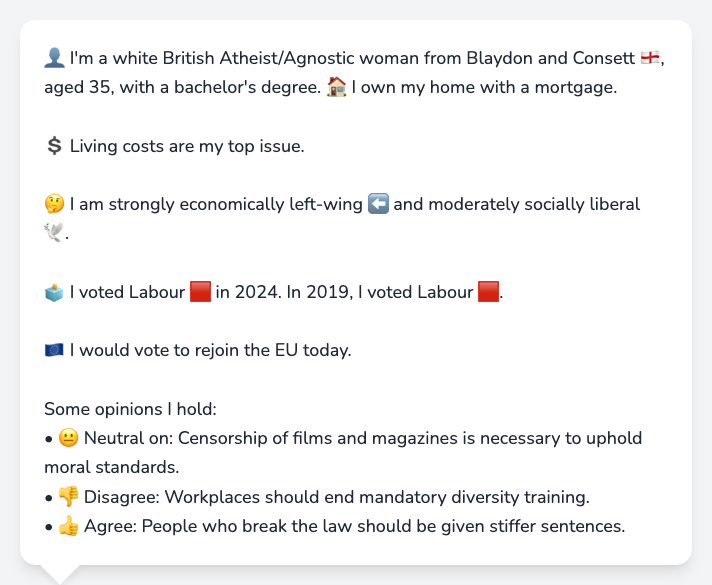 👤 I'm a white British Atheist/Agnostic woman from Blaydon and Consett 🏴󠁧󠁢󠁥󠁮󠁧󠁿,
aged 35, with a bachelor's degree. 🏠 I own my home with a mortgage.
💲 Living costs are my top issue.
🤔 I am strongly economically left-wing ⬅️ and moderately socially liberal
🕊️.
🗳️ I voted Labour 🟥 in 2024. In 2019, I voted Labour 🟥.
🇪🇺 I would vote to rejoin the EU today.
Some opinions I hold:
• 😐 Neutral on: Censorship of films and magazines is necessary to uphold
moral standards.
• 👎 Disagree: Workplaces should end mandatory diversity training.
• 👍 Agree: People who break the law should be given stiffer sentences.